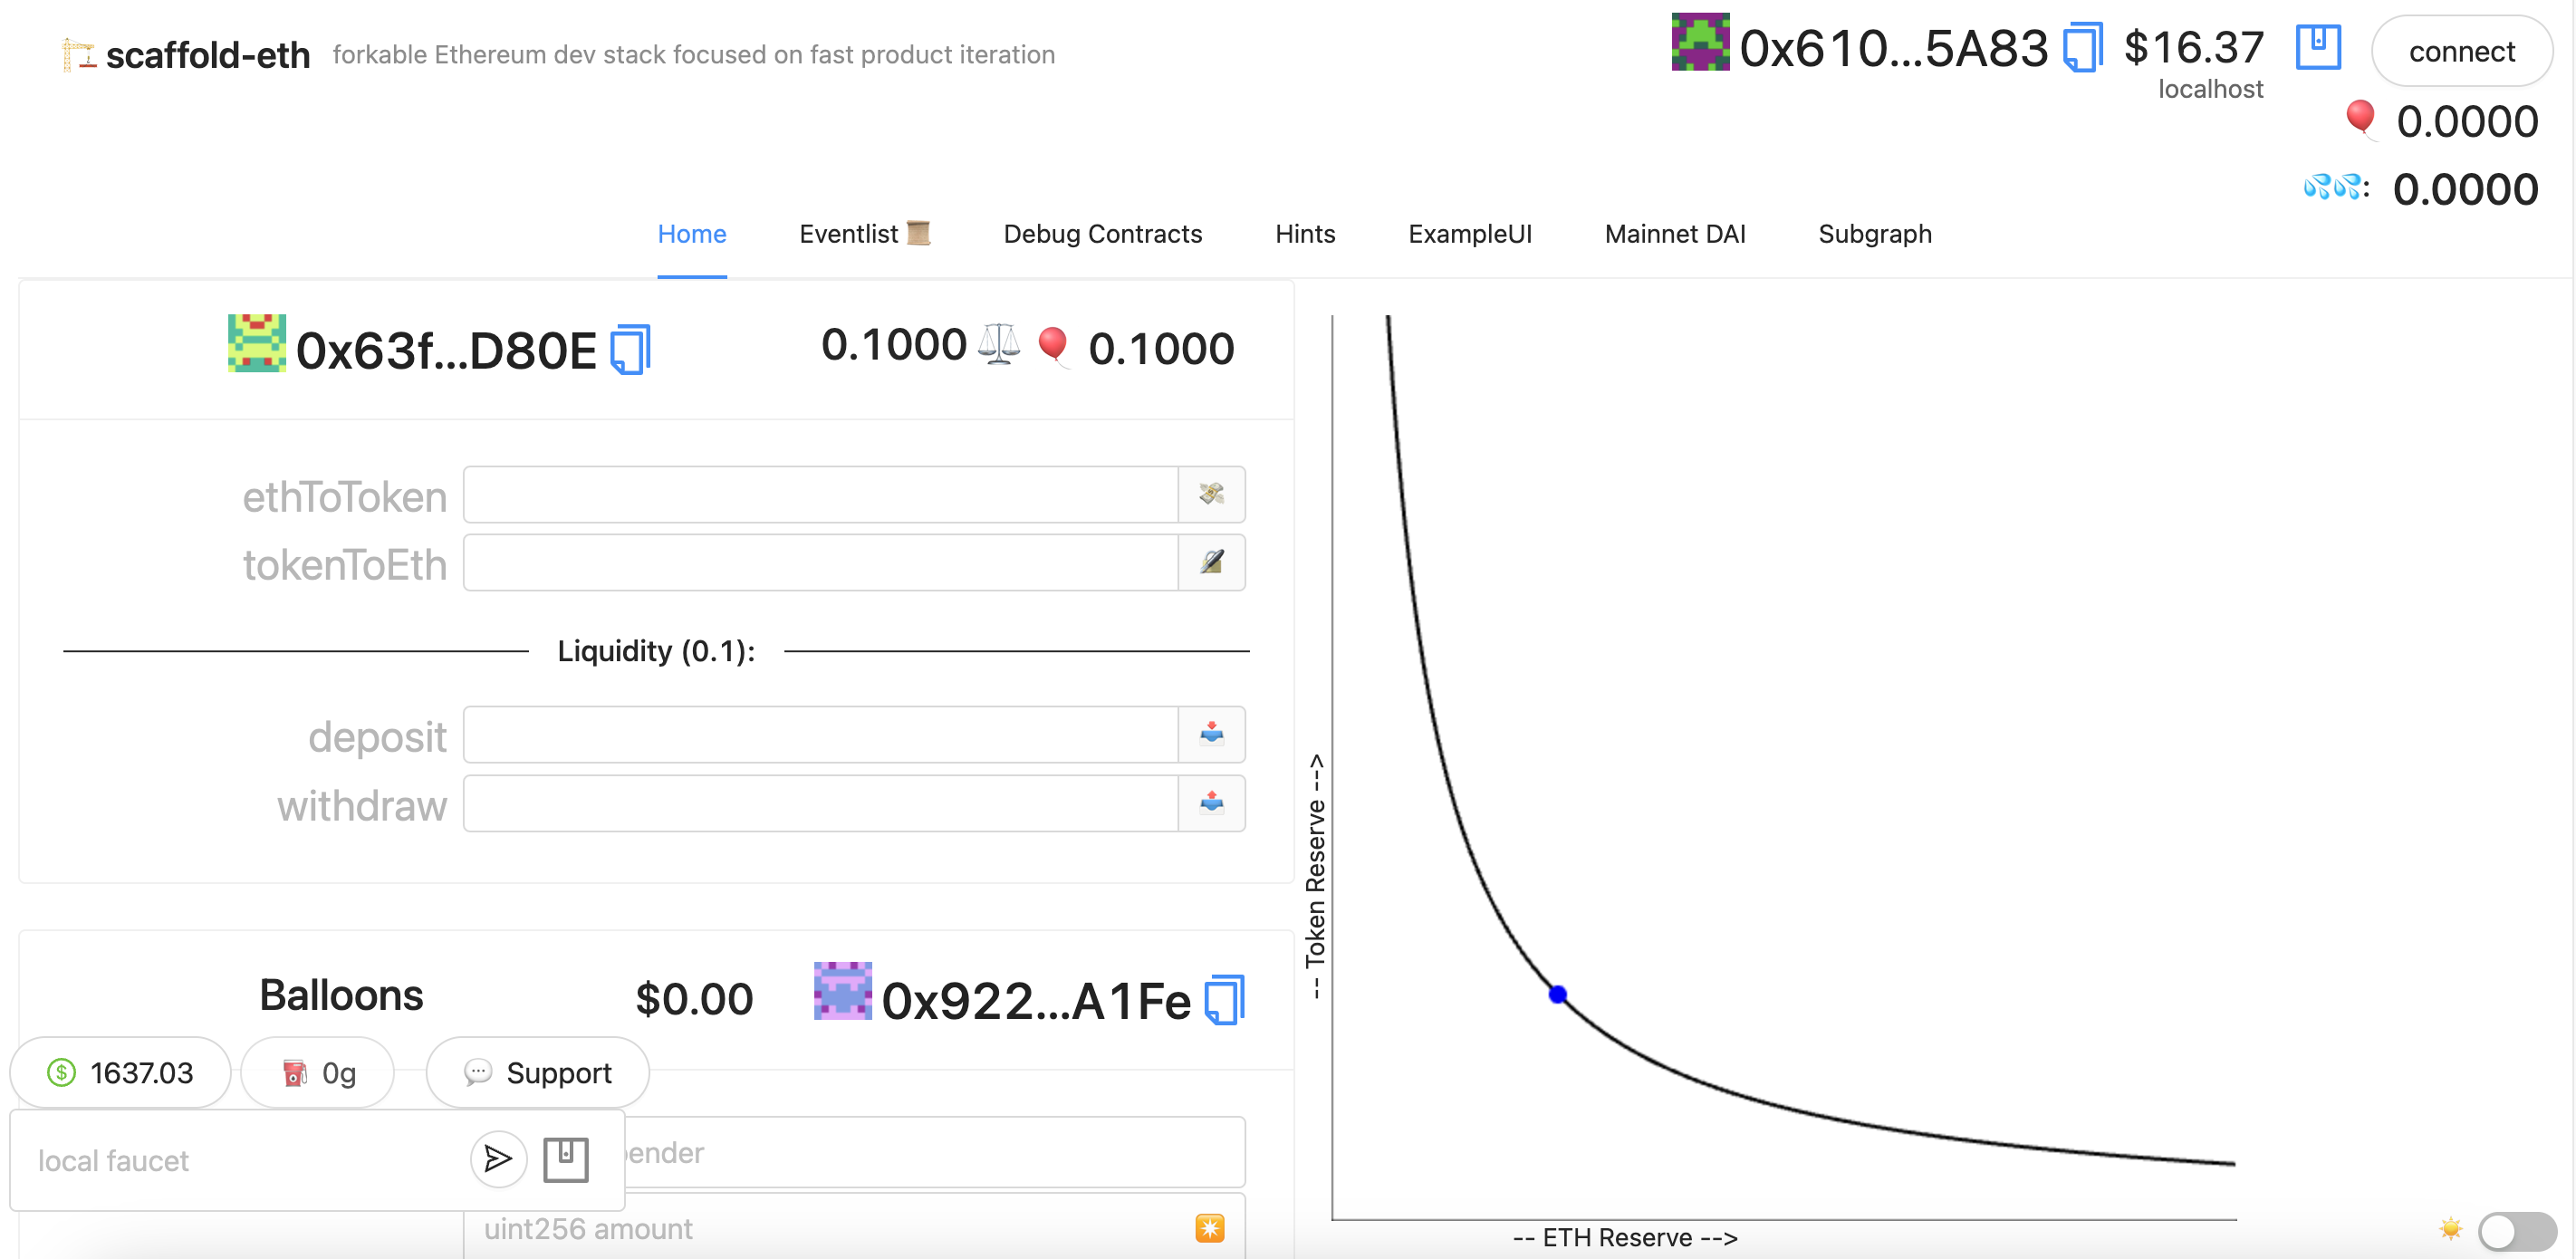 scaffold-eth forkable Ethereum dev stack focused on fast product iteration
0x610...5A83 $16.37 connect
localhost
0.0000
: 0.0000
Home Eventlist Debug Contracts Hints ExampleUI Mainnet DAI Subgraph
0x63f...D80E 0.1000 0.1000
ethToToken
tokenToEth
Liquidity (0.1):
deposit
withdraw
Balloons $0.00 0x922...A1Fe
1637.03 0g Support
local faucet
uint256 amount
-- Token Reserve -->
-- ETH Reserve -->